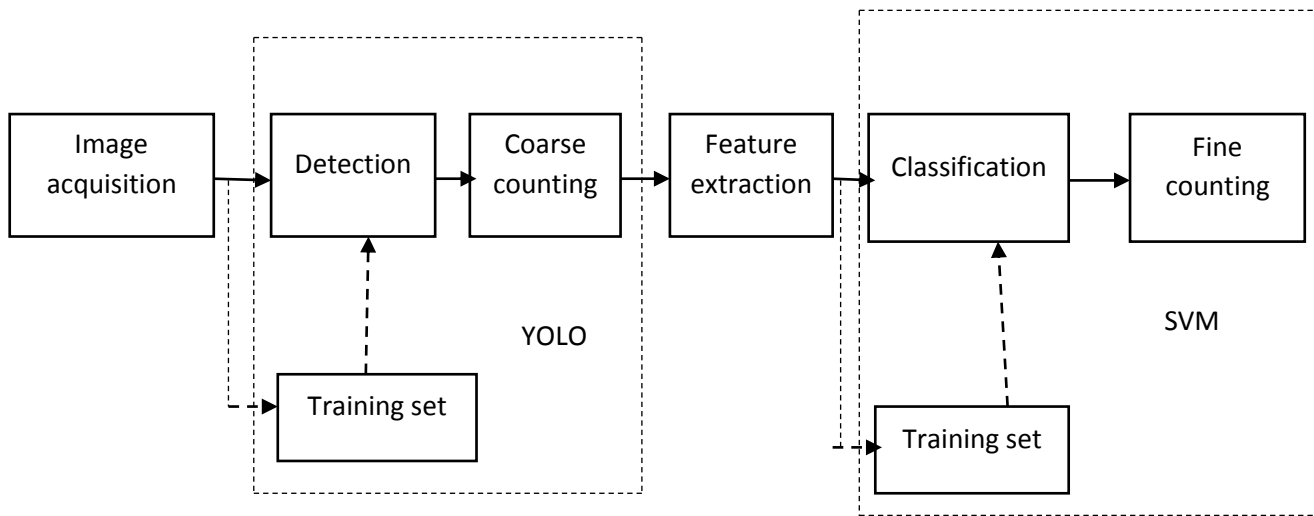 Image
acquisition
Detection
Coarse
counting
Feature
extraction
Classification
Fine
counting
YOLO
SVM
Training set
Training set